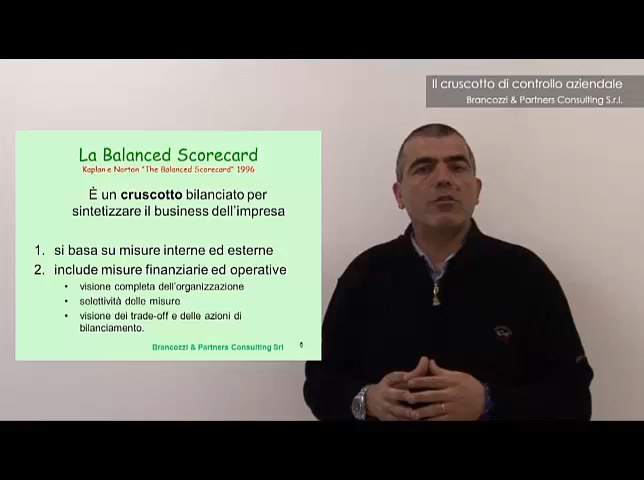 Il cruscotto di controllo aziendale
Brancozzi & Partners Consulting S.r.l.
La Balanced Scorecard
Kaplan e Norton "The Balanced Scorecard" 1996
È un cruscotto bilanciato per
sintetizzare il business dell'impresa
1. si basa su misure interne ed esterne
2. include misure finanziarie ed operative
• visione completa dell'organizzazione
• selettività delle misure
• visione dei trade-off e delle azioni di
bilanciamento.
Brancozzi & Partners Consulting Srl
6